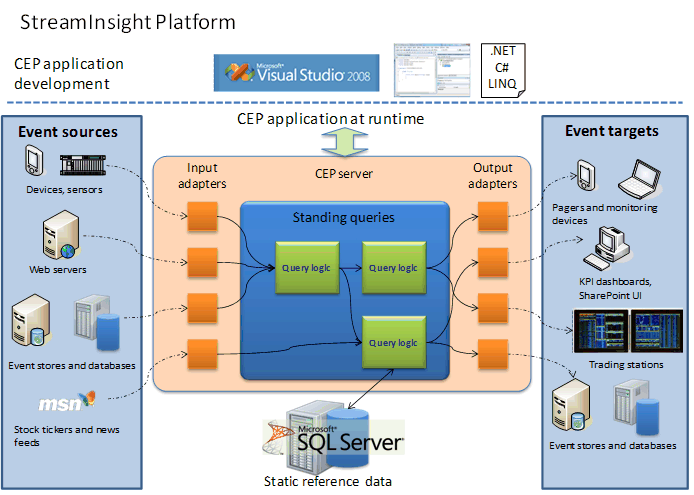 StreamInsight Platform
CEP application
development
Microsoft
Visual Studio 2008
.NET
C#
LINQ
CEP application at runtime
Event sources
Devices, sensors
Web servers
Event stores and databases
msn
Stock tickers and news
feeds
Input
adapters
CEP server
Output
adapters
Standing queries
Query logic
Query logic
Query logic
Microsoft
SQL Server
Static reference data
Event targets
Pagers and monitoring
devices
KPI dashboards,
SharePoint UI
Trading stations
Event stores and databases